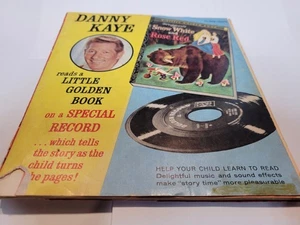 DANNY
KAYE
Snow White
and
Rose Red
reads a
LITTLE
GOLDEN
BOOK
on a SPECIAL
RECORD
. . . which tells
the story as the
child turns
he pages!
HELP YOUR CHILD LEARN TO READ
Delightful music and sound effects
make "story time" more pleasurable